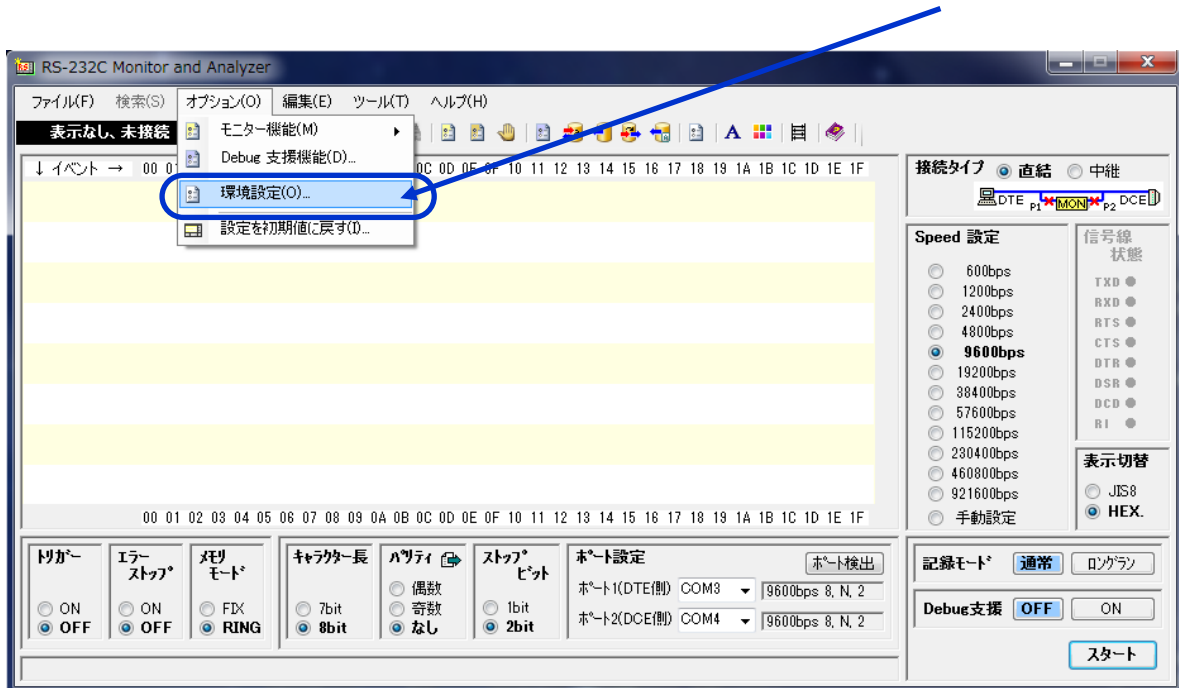 RS-232C Monitor and Analyzer
ファイル(F) 検索(S) オプション(O) 編集(E) ツール(T) ヘルプ(H)
表示なし、未接続
モニター機能(M)
Debug 支援機能(D)...
環境設定(O)...
設定を初期値に戻す(I)...
↓ イベント → 00 0C 0D 0E 0F 10 11 12 13 14 15 16 17 18 19 1A 1B 1C 1D 1E 1F
00 01 02 03 04 05 06 07 08 09 0A 0B 0C 0D 0E 0F 10 11 12 13 14 15 16 17 18 19 1A 1B 1C 1D 1E 1F
接続タイプ 直結 中継
DTE P1 MON P2 DCE
Speed 設定
600bps
1200bps
2400bps
4800bps
9600bps
19200bps
38400bps
57600bps
115200bps
230400bps
460800bps
921600bps
手動設定
信号線
状態
TXD
RXD
RTS
CTS
DTR
DSR
DCD
RI
表示切替
JIS8
HEX.
トリガー
ON
OFF
エラー
ストップ
ON
OFF
メモリ
モード
FIX
RING
キャラクター長
7bit
8bit
パリティ
偶数
奇数
なし
ストップ
ビット
1bit
2bit
ポート設定 ポート検出
ポート1(DTE側) COM3 9600bps 8, N, 2
ポート2(DCE側) COM4 9600bps 8, N, 2
記録モード 通常 ロングラン
Debug支援 OFF ON
スタート